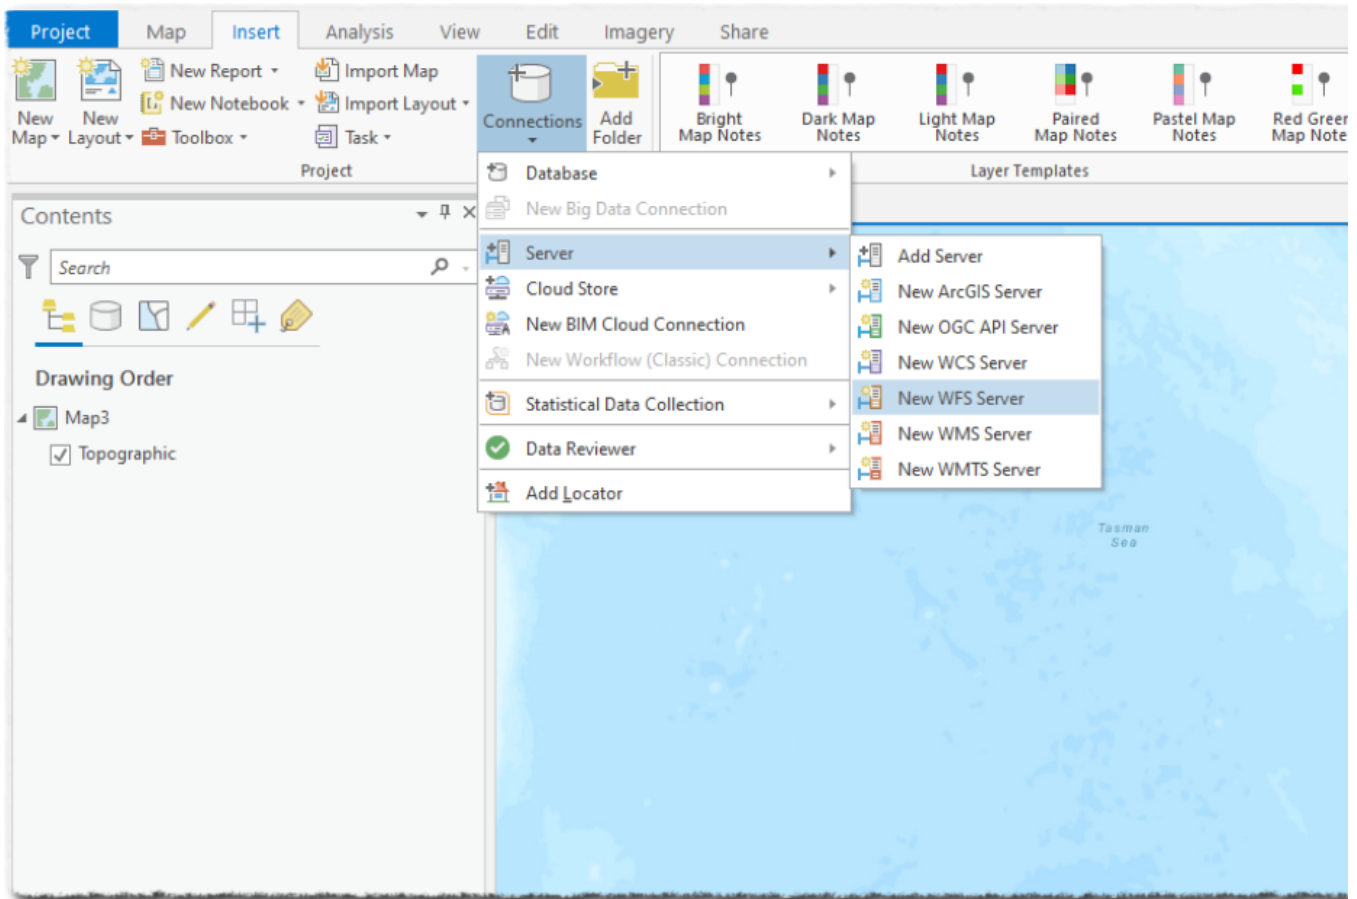 Project Map Insert Analysis View Edit Imagery Share
New Report
Import Map
New Notebook
Import Layout
Toolbox
Task
New
Map
New
Layout
Connections
Add
Folder
Bright
Map Notes
Dark Map
Notes
Light Map
Notes
Paired
Map Notes
Pastel Map
Notes
Red Green
Map Note
Project
Layer Templates
Contents
Search
Drawing Order
Map3
Topographic
Database
New Big Data Connection
Server
Cloud Store
New BIM Cloud Connection
New Workflow (Classic) Connection
Statistical Data Collection
Data Reviewer
Add Locator
Add Server
New ArcGIS Server
New OGC API Server
New WCS Server
New WFS Server
New WMS Server
New WMTS Server
Tasman
Sea